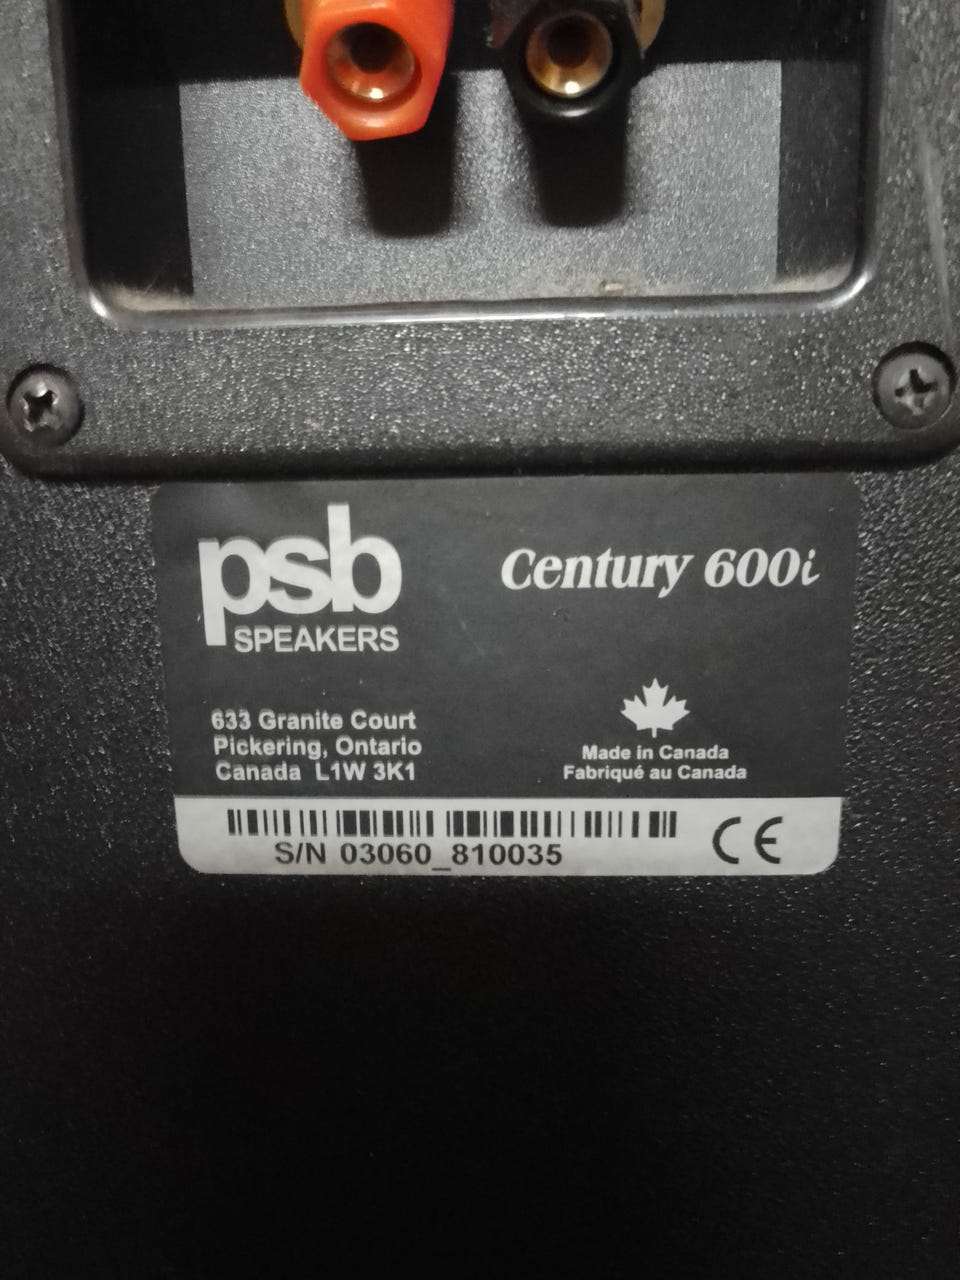 psb
SPEAKERS
Century 600i
633 Granite Court
Pickering, Ontario
Canada L1W 3K1
Made in Canada
Fabriqué au Canada
S/N 03060_810035
CE